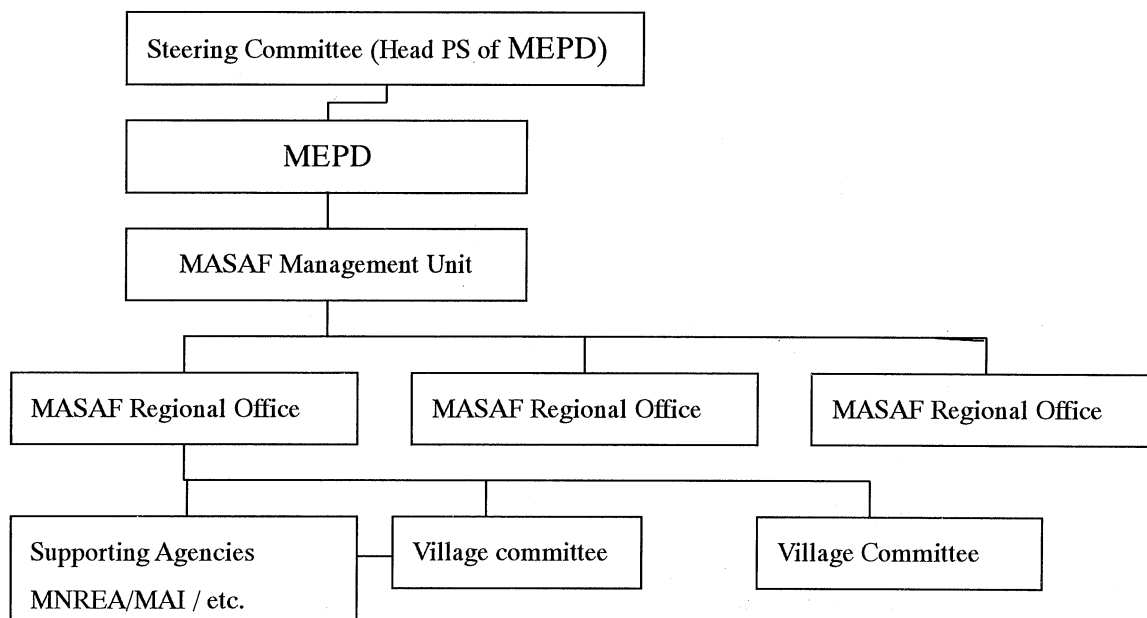 Steering Committee (Head PS of MEPD)
MEPD
MASAF Management Unit
MASAF Regional Office
MASAF Regional Office
MASAF Regional Office
Supporting Agencies
MNREA/MAI / etc.
Village committee
Village Committee